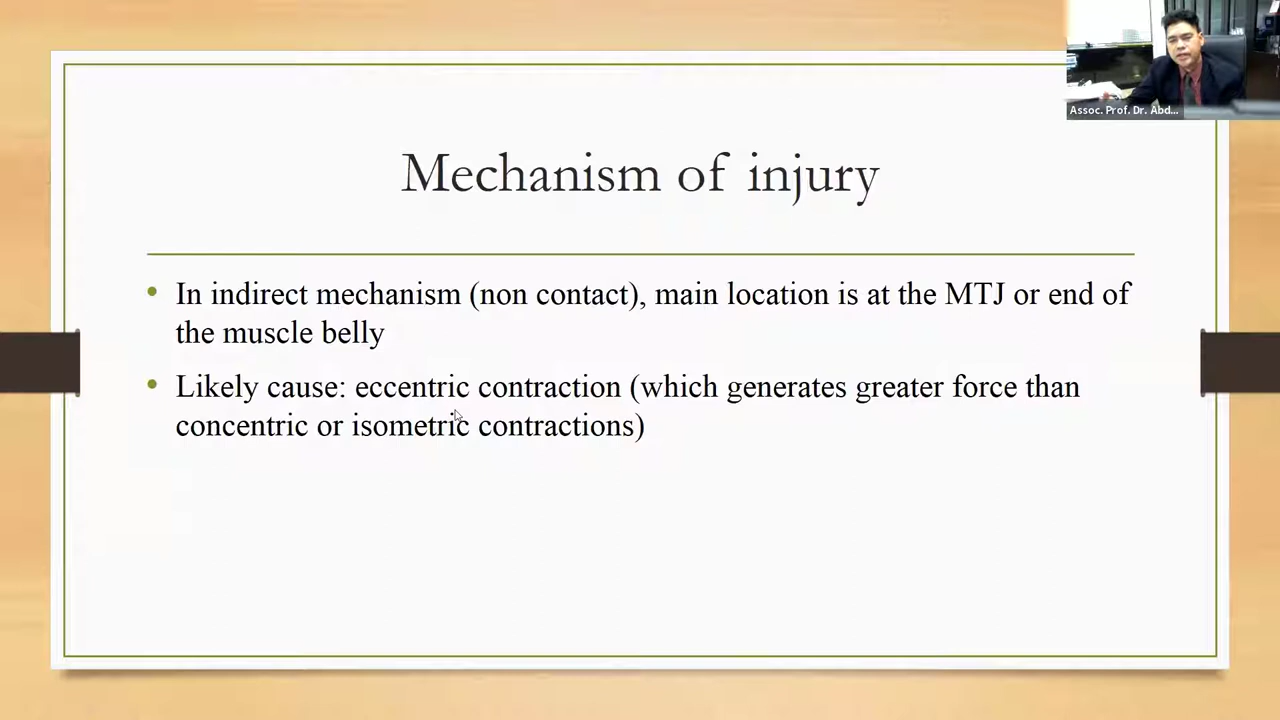 Assoc. Prof. Dr. Abd...
Mechanism of injury
• In indirect mechanism (non contact), main location is at the MTJ or end of
the muscle belly
• Likely cause: eccentric contraction (which generates greater force than
concentric or isometric contractions)